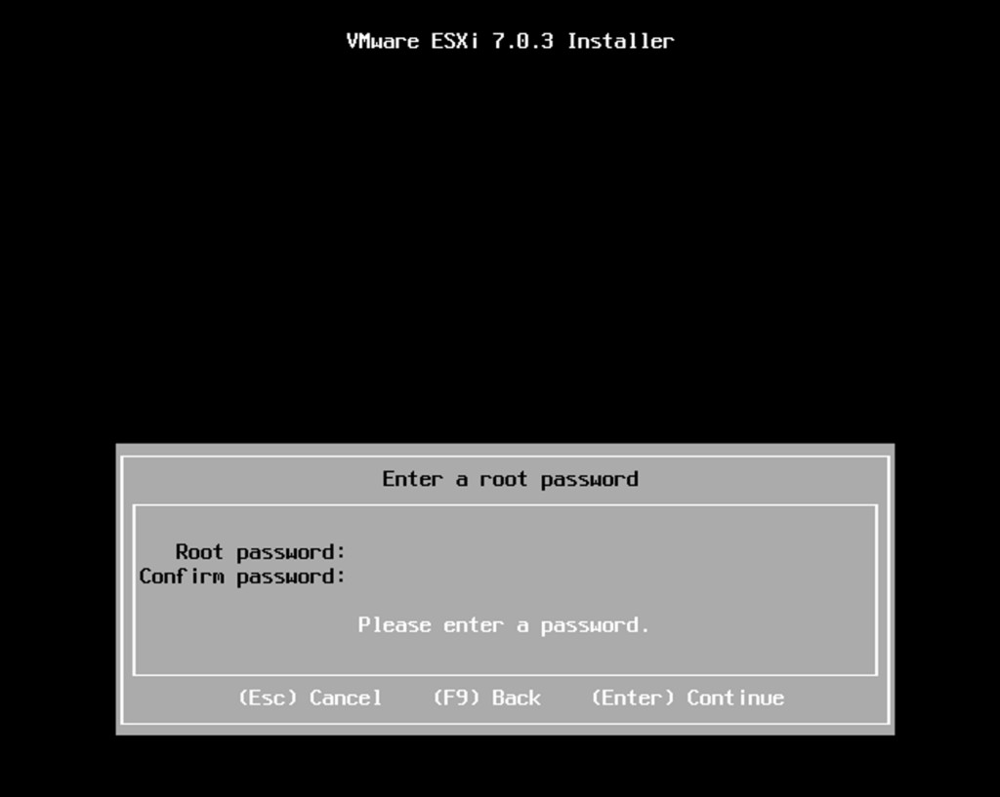 VMware ESXi 7.0.3 Installer
Enter a root password
Root password:
Confirm password:
Please enter a password.
(Esc) Cancel (F9) Back (Enter) Continue